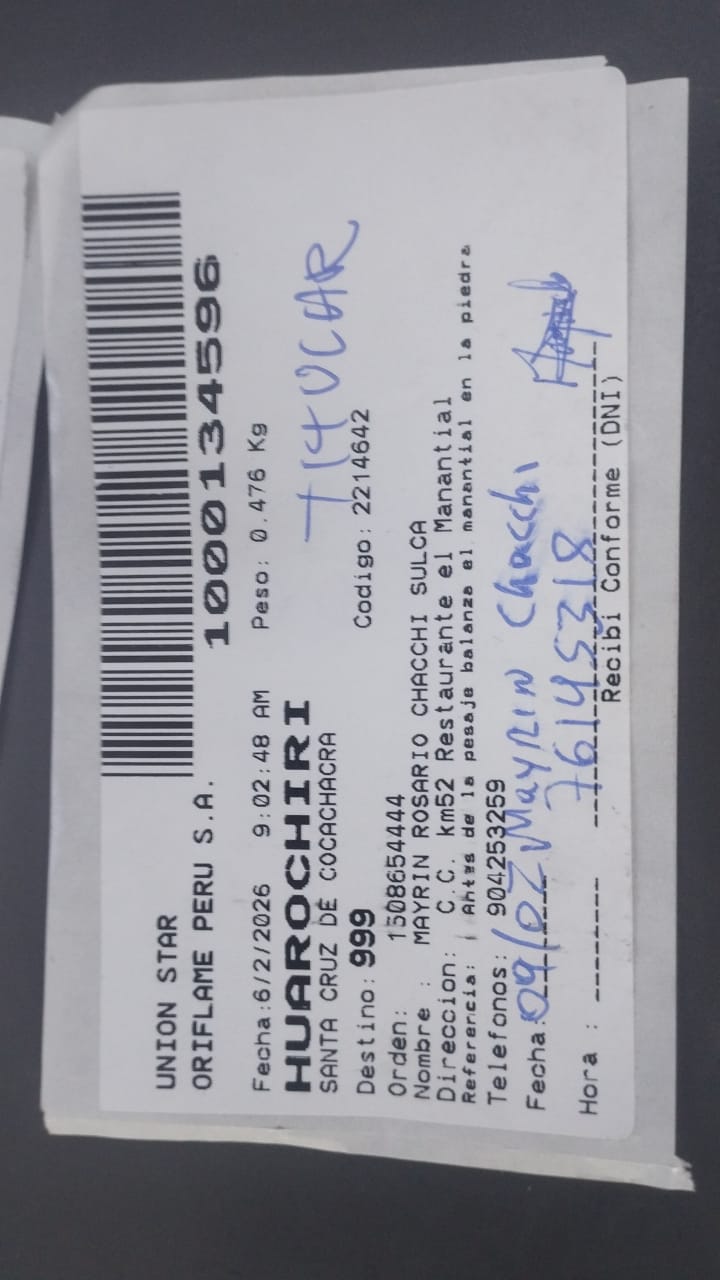 UNION STAR
ORIFLAME PERU S.A.
1000134596
Fecha:6/2/2026 9:02:48 AM Peso: 0.476 Kg
HUAROCHIRI
SANTA CRUZ DE COCACHACRA
Destino: 999 Codigo: 2214642
Orden: 1508654444
Nombre : MAYRIN ROSARIO CHACCHI SULCA
Direccion: C.C. km52 Restaurante el Manantial
Referencia: Antes de la pesaje balanza el manantial en la piedra
Telefonos: 904253259
Fecha: 09/02 Mayrin Chacchi
76145318
Hora :
Recibi Conforme (DNI)